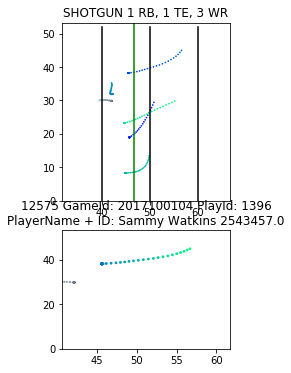 SHOTGUN 1 RB, 1 TE, 3 WR
50
40
30
20
10
0
40 50 60
12575 GameId: 2017100104 PlayId: 1396
PlayerName + ID: Sammy Watkins 2543457.0
40
20
0
45 50 55 60